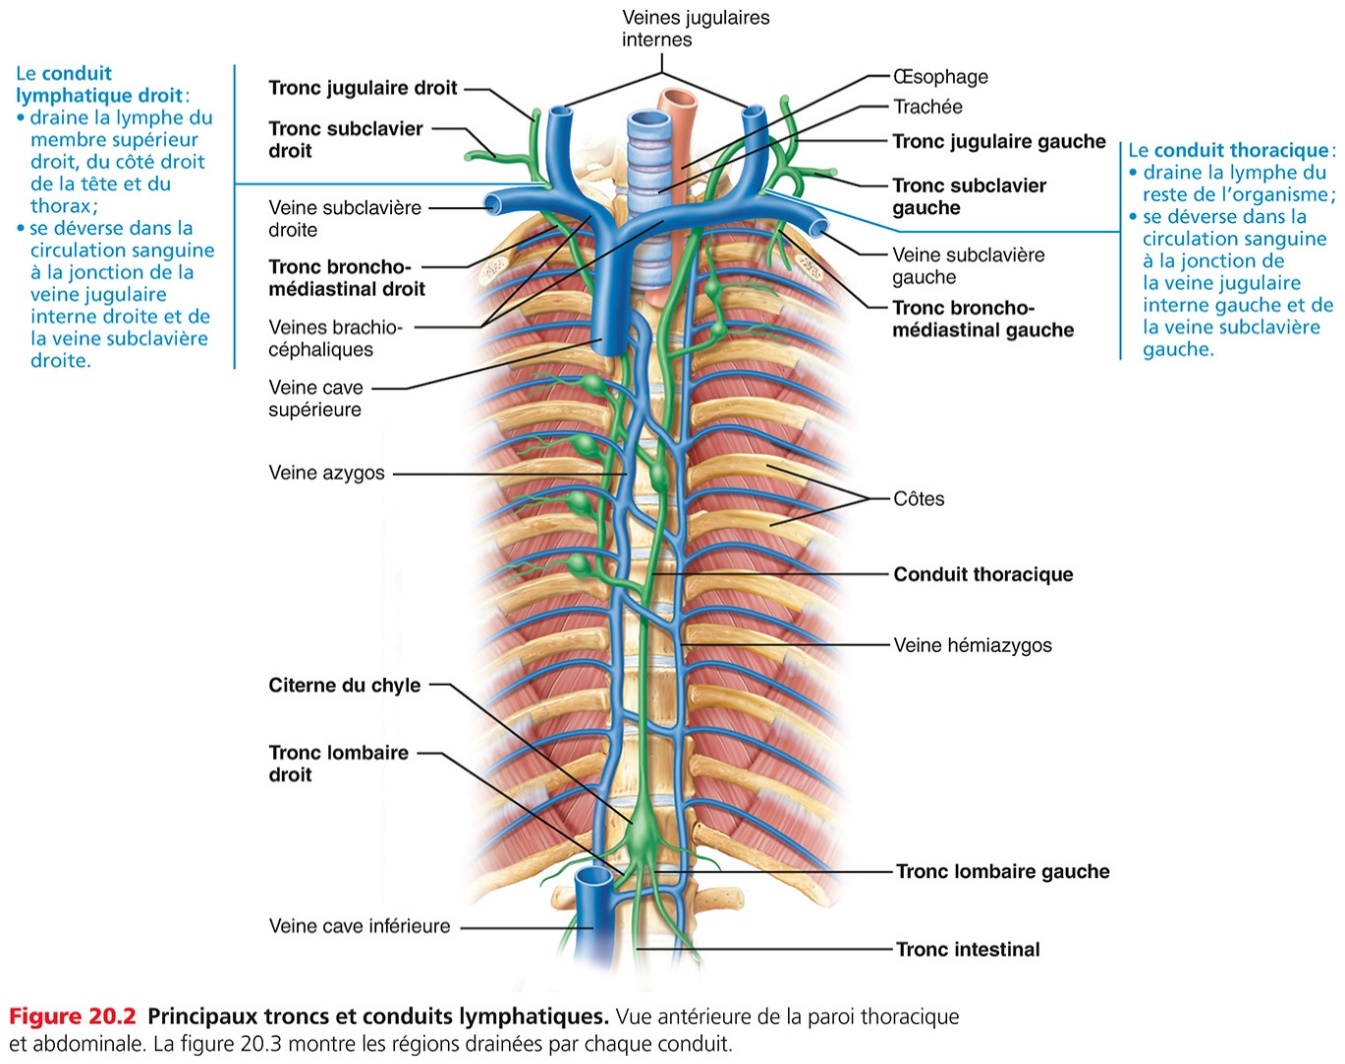 Veines jugulaires
internes
Le conduit
lymphatique droit:
• draine la lymphe du
membre supérieur
droit, du côté droit
de la tête et du
thorax;
• se déverse dans la
circulation sanguine
à la jonction de la
veine jugulaire
interne droite et de
la veine subclavière
droite.
Tronc jugulaire droit
Tronc subclavier
droit
Veine subclavière
droite
Tronc broncho-
médiastinal droit
Veines brachio-
céphaliques
Veine cave
supérieure
Veine azygos
Citerne du chyle
Tronc lombaire
droit
Veine cave inférieure
Œsophage
Trachée
Tronc jugulaire gauche
Tronc subclavier
gauche
Veine subclavière
gauche
Tronc broncho-
médiastinal gauche
Côtes
Conduit thoracique
Veine hémiazygos
Tronc lombaire gauche
Tronc intestinal
Le conduit thoracique:
• draine la lymphe du
reste de l'organisme;
• se déverse dans la
circulation sanguine
à la jonction de
la veine jugulaire
interne gauche et de
la veine subclavière
gauche.
Figure 20.2 Principaux troncs et conduits lymphatiques. Vue antérieure de la paroi thoracique
et abdominale. La figure 20.3 montre les régions drainées par chaque conduit.